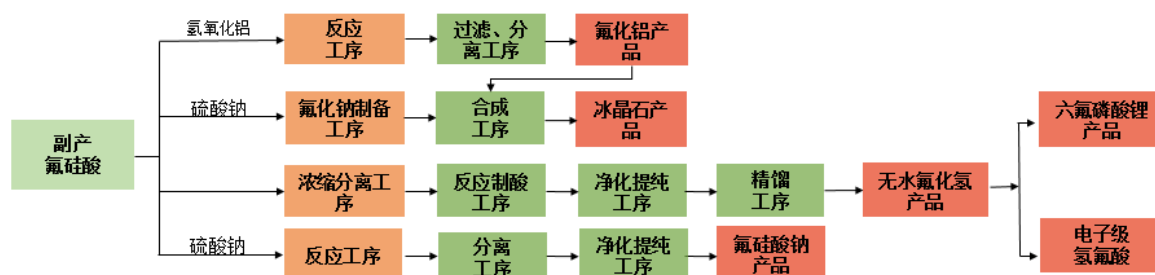 氢氧化铝
反应
工序
过滤、分
离工序
氟化铝产
品
硫酸钠
氟化钠制备
工序
合成
工序
冰晶石产
品
副产
氟硅酸
浓缩分离工
序
反应制酸
工序
净化提纯
工序
精馏
工序
无水氟化氢
产品
六氟磷酸锂
产品
电子级
氢氟酸
硫酸钠
反应工序
分离
工序
净化提纯
工序
氟硅酸钠
产品